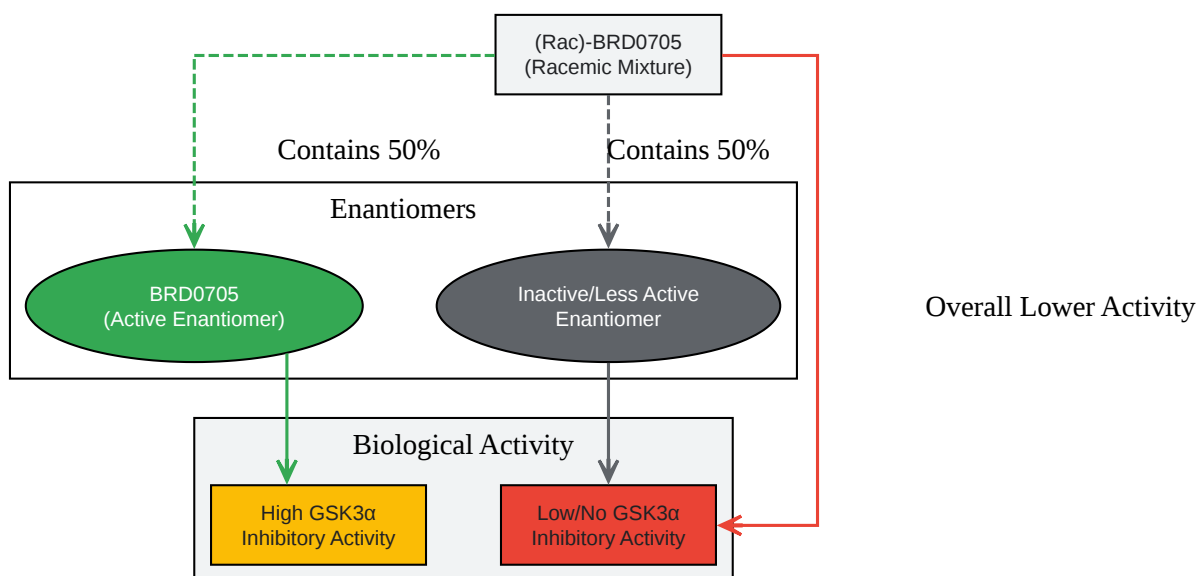 (Rac)-BRD0705
(Racemic Mixture)
Contains 50%
Contains 50%
Enantiomers
BRD0705
(Active Enantiomer)
Inactive/Less Active
Enantiomer
Overall Lower Activity
Biological Activity
High GSK3α
Inhibitory Activity
Low/No GSK3α
Inhibitory Activity